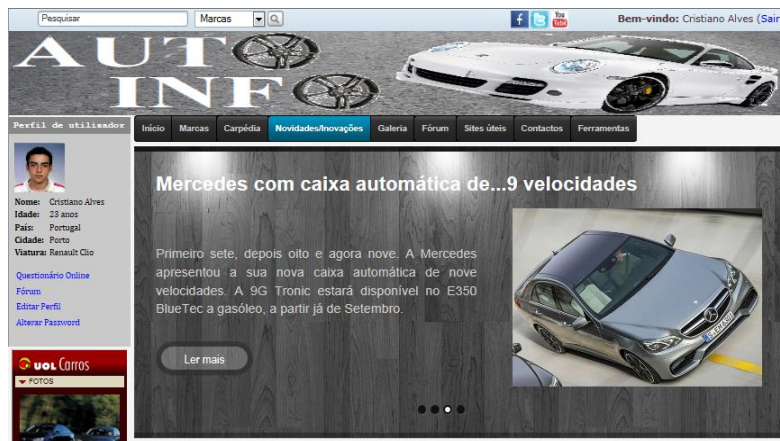 Pesquisar
Marcas
f
You
Tube
Bem-vindo: Cristiano Alves (Sair
AUTO
INFO
Perfil de utilizador
Início Marcas Carpédia Novidades/Inovações Galeria Fórum Sites úteis Contactos Ferramentas
Nome: Cristiano Alves
Idade: 23 anos
País: Portugal
Cidade: Porto
Viatura: Renault Clio
Questionário Online
Fórum
Editar Perfil
Alterar Password
Mercedes com caixa automática de...9 velocidades
Primeiro sete, depois oito e agora nove. A Mercedes
apresentou a sua nova caixa automática de nove
velocidades. A 9G Tronic estará disponível no E350
BlueTec a gasóleo, a partir já de Setembro.
Ler mais
UOL Carros
FOTOS